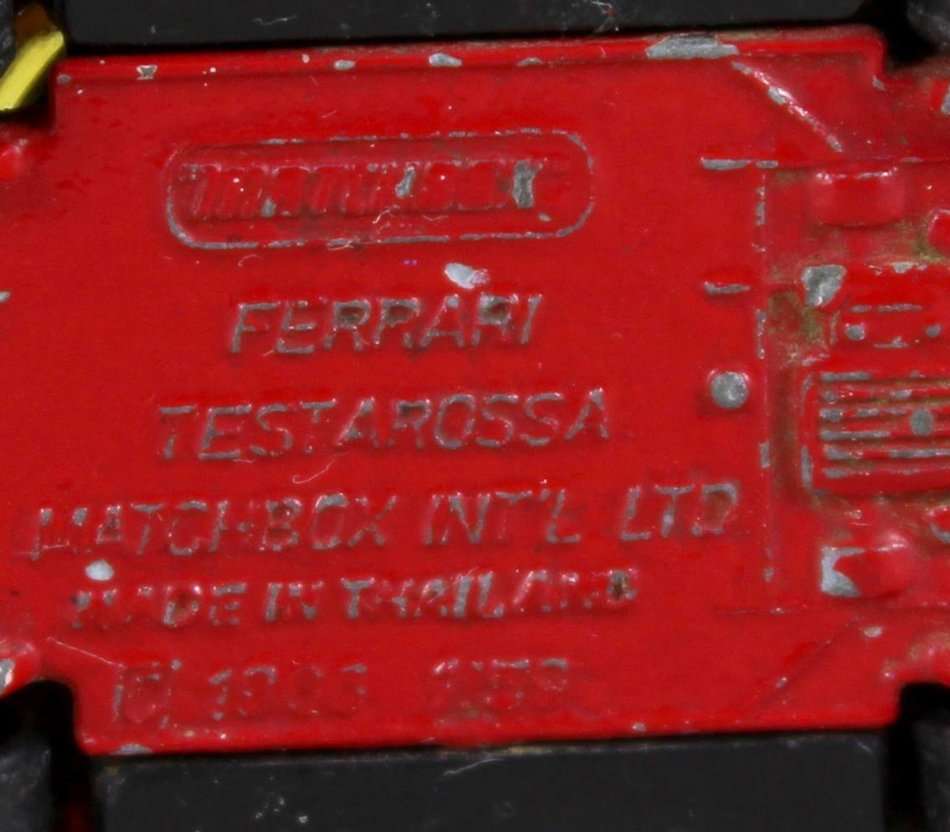 MATCHBOX
FERRARI
TESTAROSSA
MATCHBOX INT'L LTD
MADE IN THAILAND
©